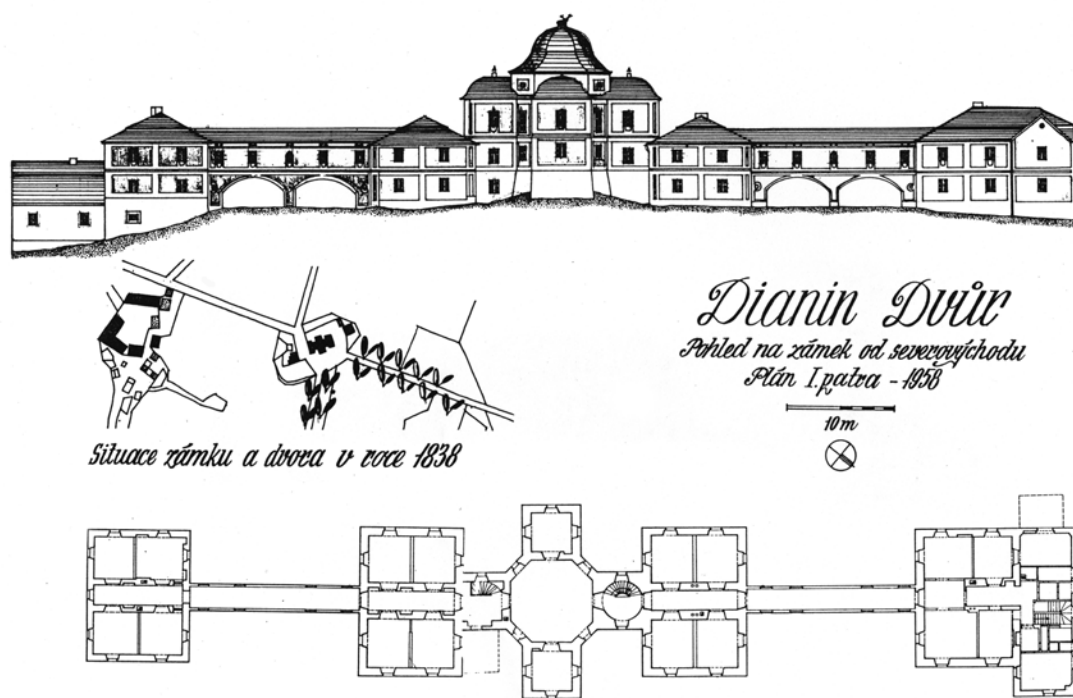 Dianin Dvůr
Pohled na zámek od severovýchodu
Plán I. patra - 1958
10 m
Situace zámku a dvora v roce 1838